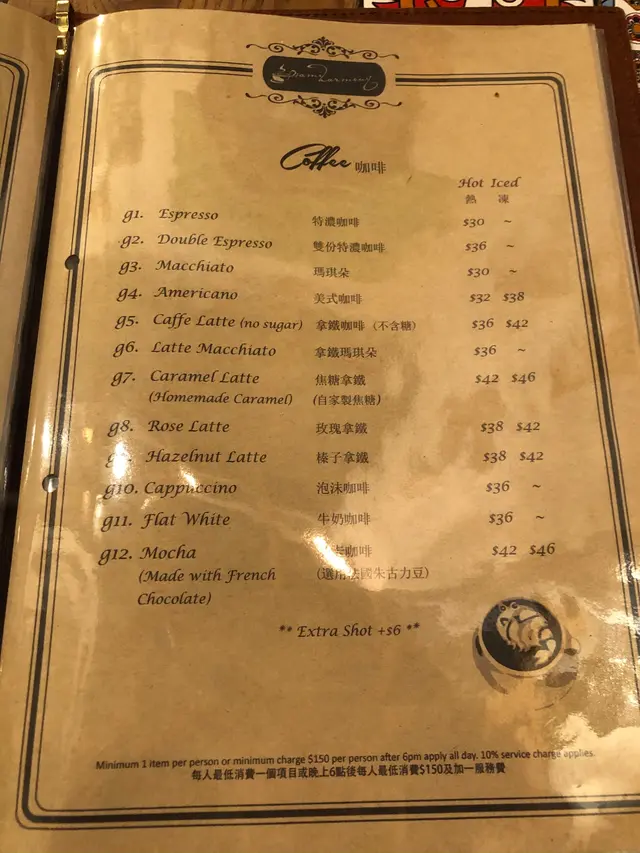 Coffee 咖啡
Hot Iced
熱 凍
g1. Espresso 特濃咖啡 $30 ~
g2. Double Espresso 雙份特濃咖啡 $36 ~
g3. Macchiato 瑪琪朵 $30 ~
g4. Americano 美式咖啡 $32 $38
g5. Caffe Latte (no sugar) 拿鐵咖啡 (不含糖) $36 $42
g6. Latte Macchiato 拿鐵瑪琪朵 $36 ~
g7. Caramel Latte 焦糖拿鐵 $42 $46
(Homemade Caramel) (自家製焦糖)
g8. Rose Latte 玫瑰拿鐵 $38 $42
Hazelnut Latte 榛子拿鐵 $38 $42
g10. Cappuccino 泡沫咖啡 $36 ~
g11. Flat White 牛奶咖啡 $36 ~
g12. Mocha 咖啡 $42 $46
(Made with French (選用法國朱古力豆)
Chocolate)
** Extra Shot +$6 **
Minimum 1 item per person or minimum charge $150 per person after 6pm apply all day. 10% service charge applies.
每人最低消費一個項目或晚上6點後每人最低消費$150及加一服務費